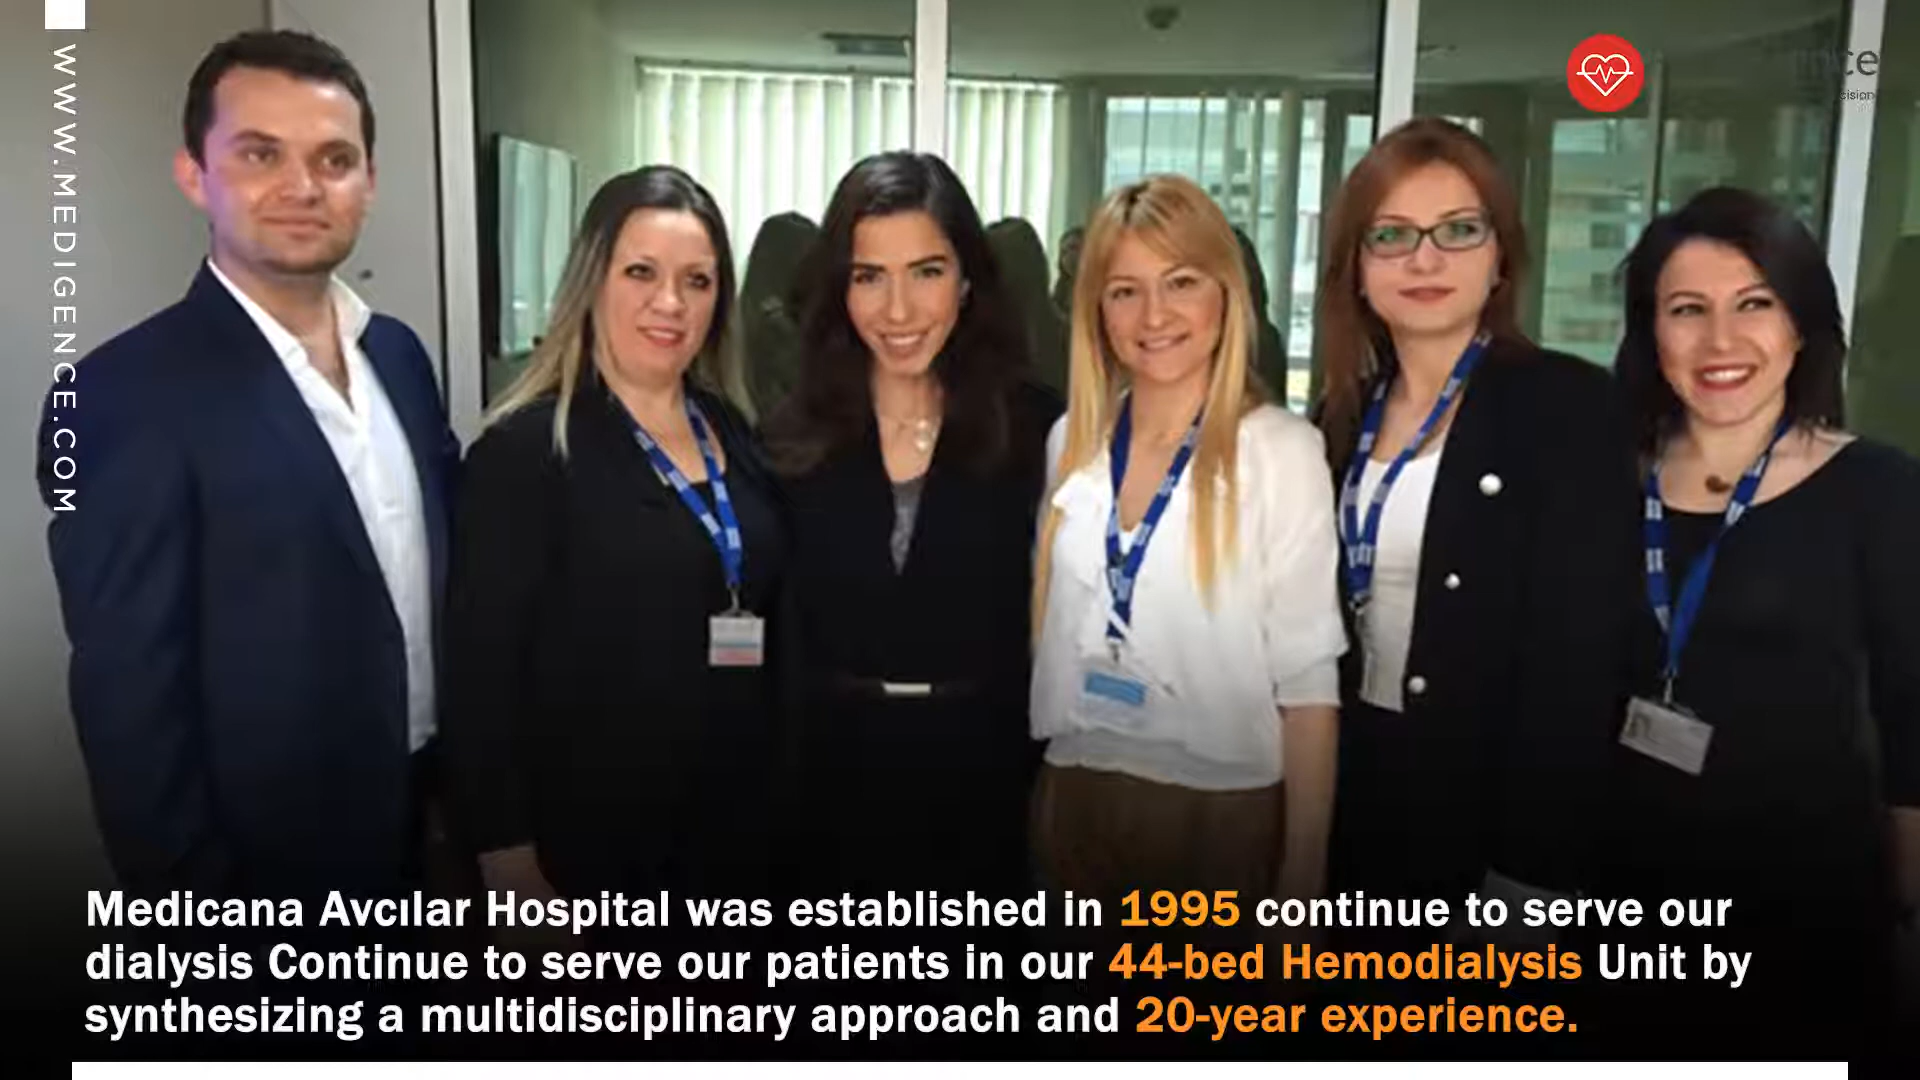 WWW.MEDIGENCE.COM
Medicana Avcılar Hospital was established in 1995 continue to serve our
dialysis Continue to serve our patients in our 44-bed Hemodialysis Unit by
synthesizing a multidisciplinary approach and 20-year experience.